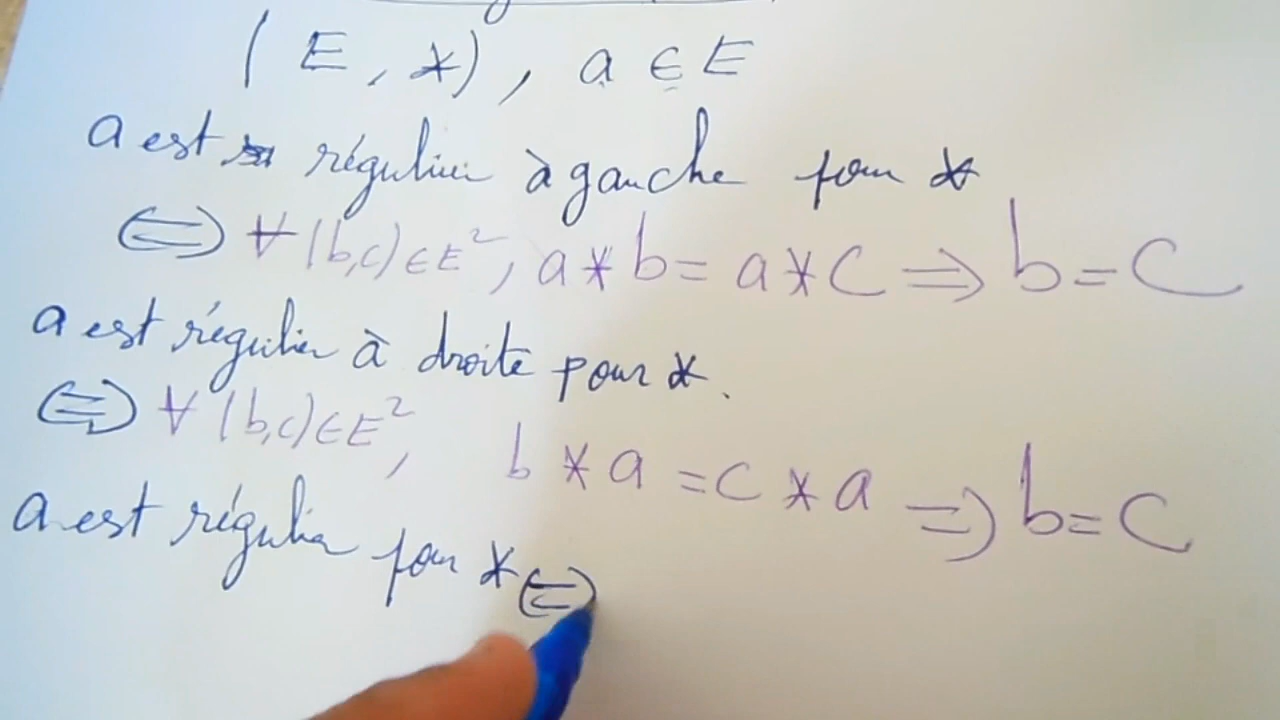 ( E , * ) , a ∈ E
a est régulier à gauche pour *
⟺ ∀ (b,c) ∈ E², a * b = a * c ⟹ b = c
a est régulier à droite pour * .
⟺ ∀ (b,c) ∈ E², b * a = c * a ⟹ b = c
a est régulier pour * ⟺